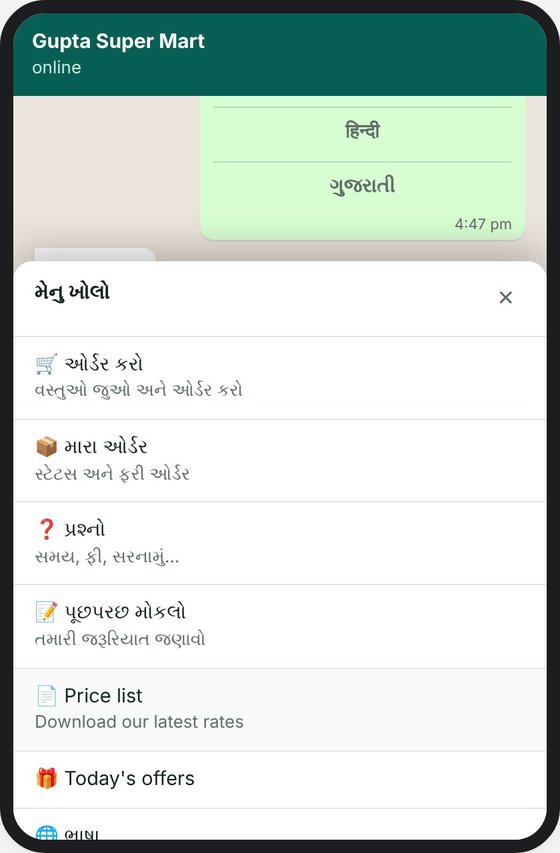 Gupta Super Mart
online
हिन्दी
ગુજરાતી
4:47 pm
મેનુ ખોલો
✕
🛒 ઓર્ડર કરો
વસ્તુઓ જુઓ અને ઓર્ડર કરો
📦 મારા ઓર્ડર
સ્ટેટસ અને ફરી ઓર્ડર
❓ પ્રશ્નો
સમય, ફી, સરનામું...
📝 પૂછપરછ મોકલો
તમારી જરૂરિયાત જણાવો
📄 Price list
Download our latest rates
🎁 Today's offers
🌐 ભાષા